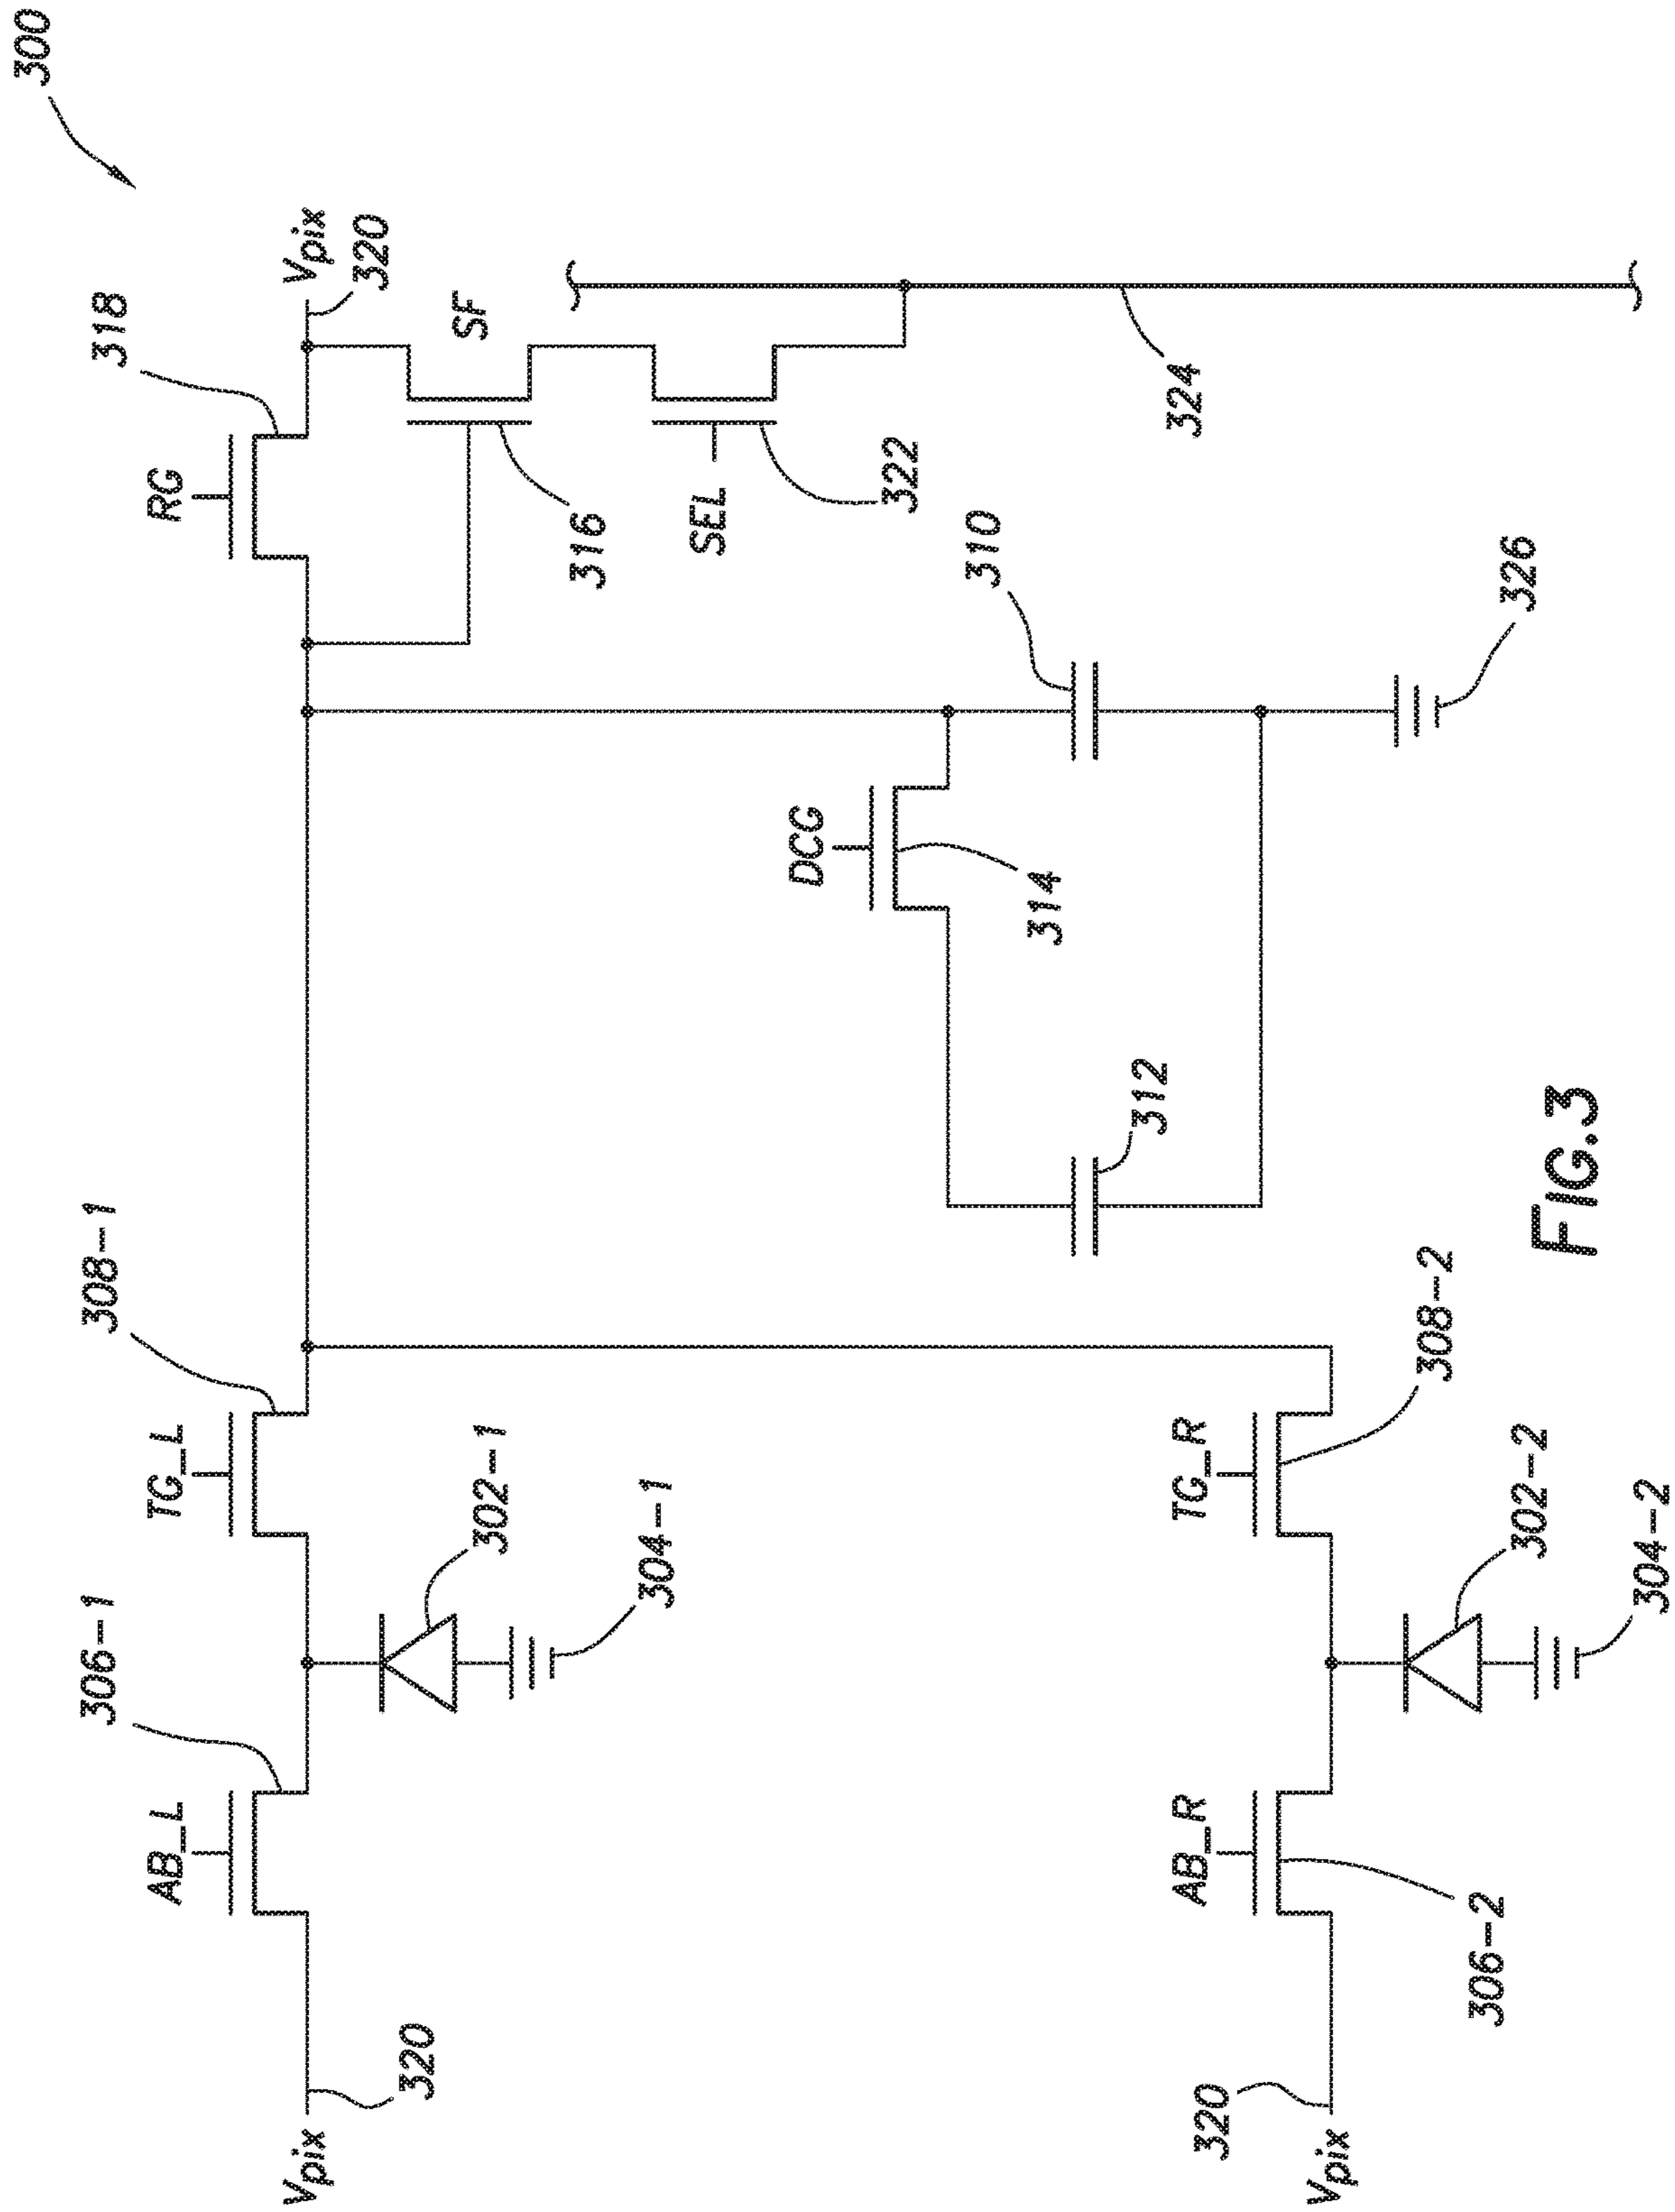 300
Vpix
320
318
RG
SF
316
SEL
322
324
310
326
DCG
314
312
308-1
TG_L
302-1
304-1
306-1
AB_L
Vpix
320
308-2
TG_R
302-2
304-2
AB_R
306-2
320
Vpix
FIG.3